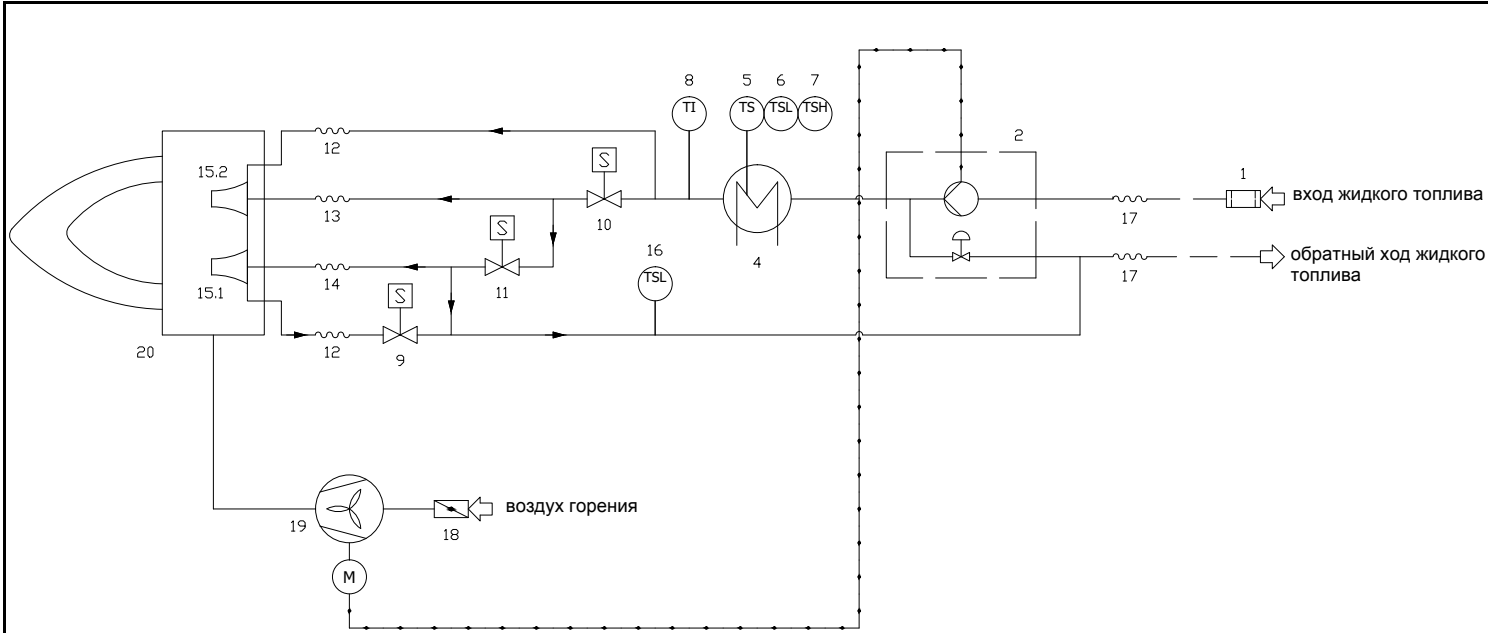 8
5
6
7
TI
TS
TSL
TSH
2
12
S
1
15.2
вход жидкого топлива
13
10
17
S
16
4
обратный ход жидкого
топлива
15.1
14
11
TSL
17
S
20
12
9
19
18
воздух горения
M